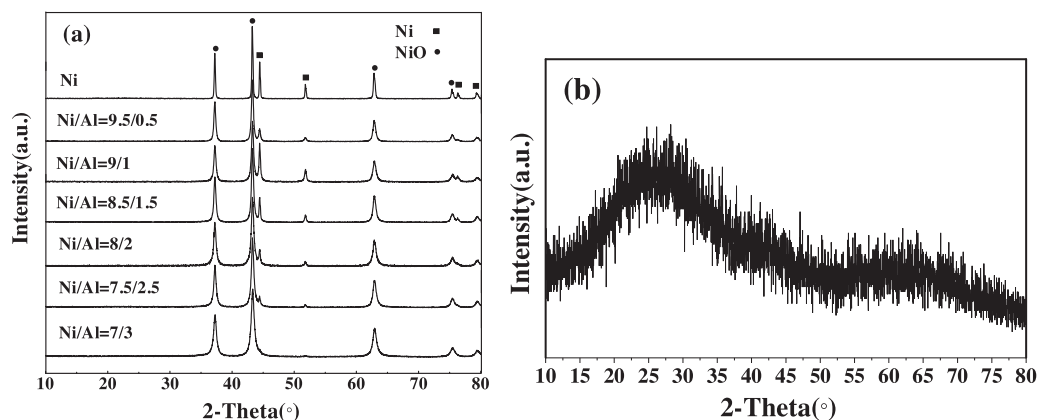 (a)
Ni ■
NiO ●
Ni
Ni/Al=9.5/0.5
Ni/Al=9/1
Ni/Al=8.5/1.5
Ni/Al=8/2
Ni/Al=7.5/2.5
Ni/Al=7/3
Intensity(a.u.)
10 20 30 40 50 60 70 80
2-Theta(°)
(b)
Intensity(a.u.)
10 15 20 25 30 35 40 45 50 55 60 65 70 75 80
2-Theta(°)